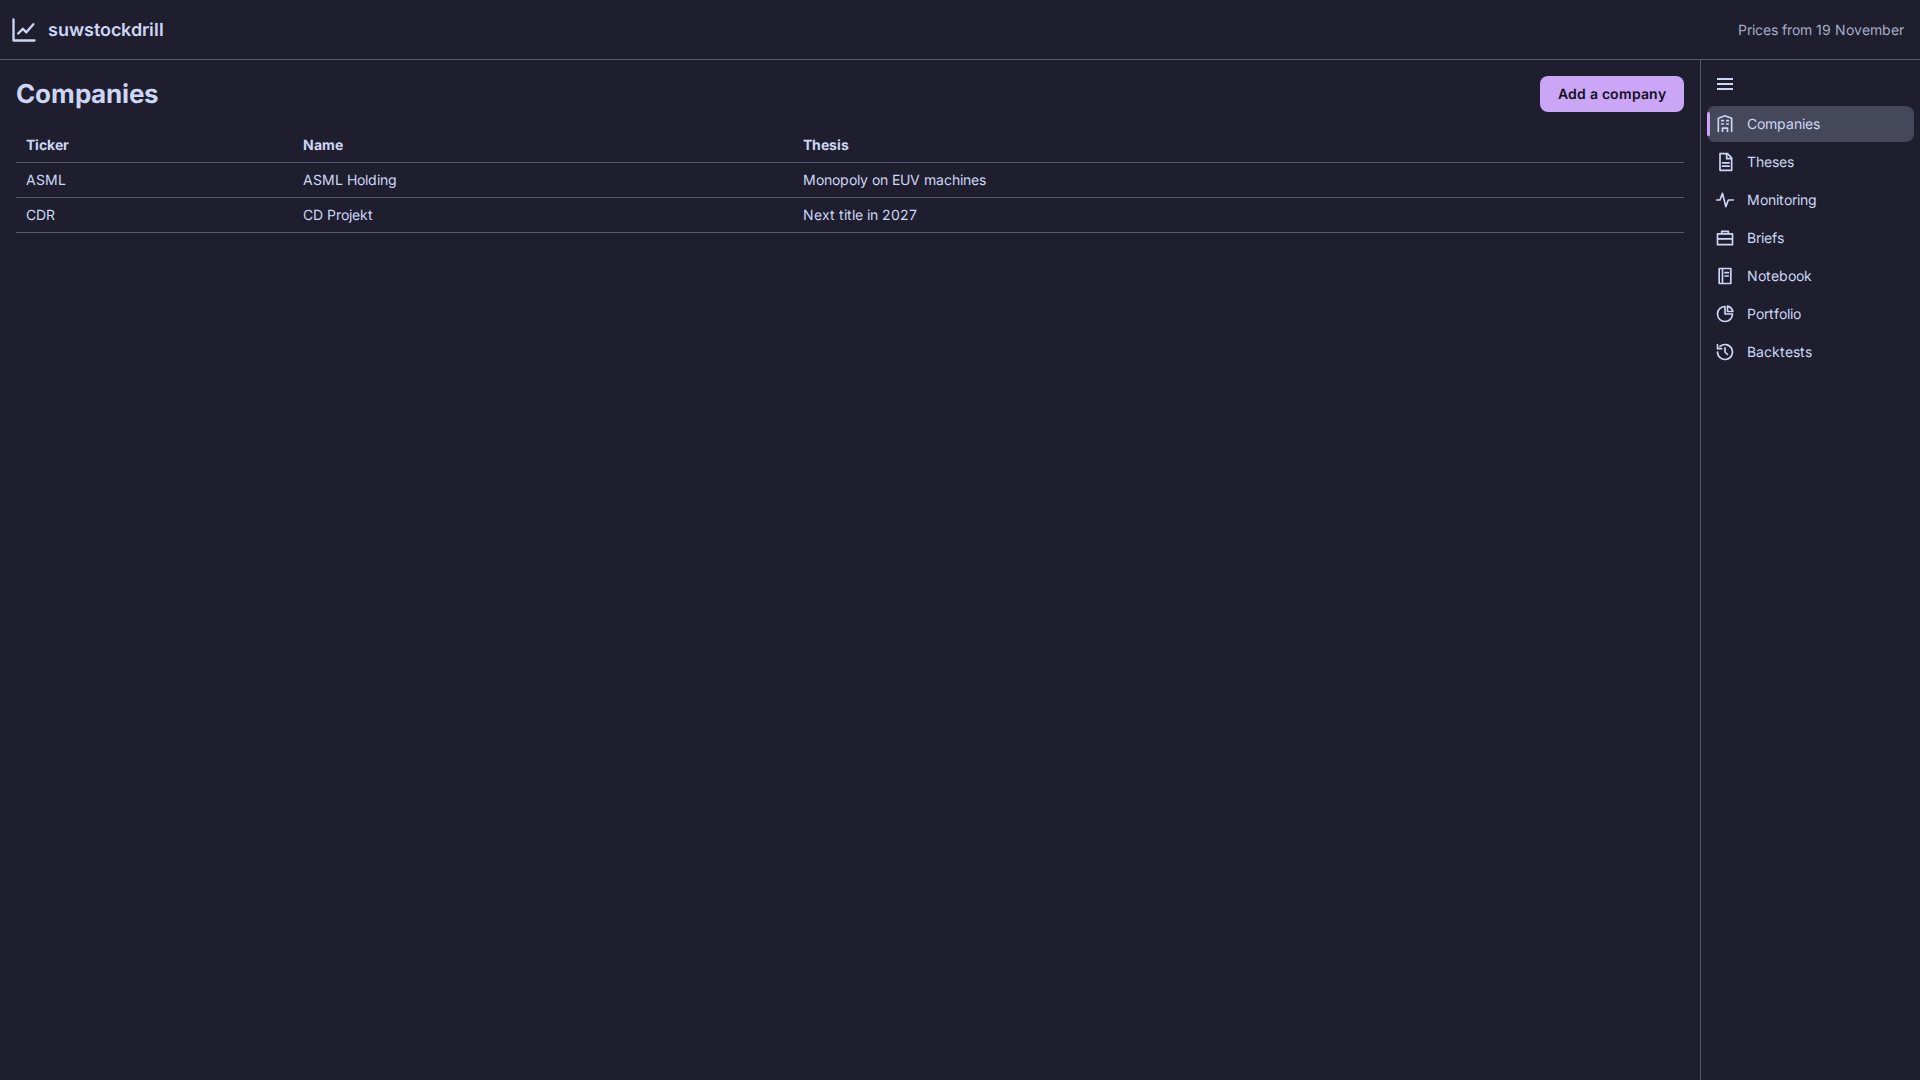 suwstockdrill
Prices from 19 November
Companies
Add a company
Ticker Name Thesis
ASML ASML Holding Monopoly on EUV machines
CDR CD Projekt Next title in 2027
Companies
Theses
Monitoring
Briefs
Notebook
Portfolio
Backtests